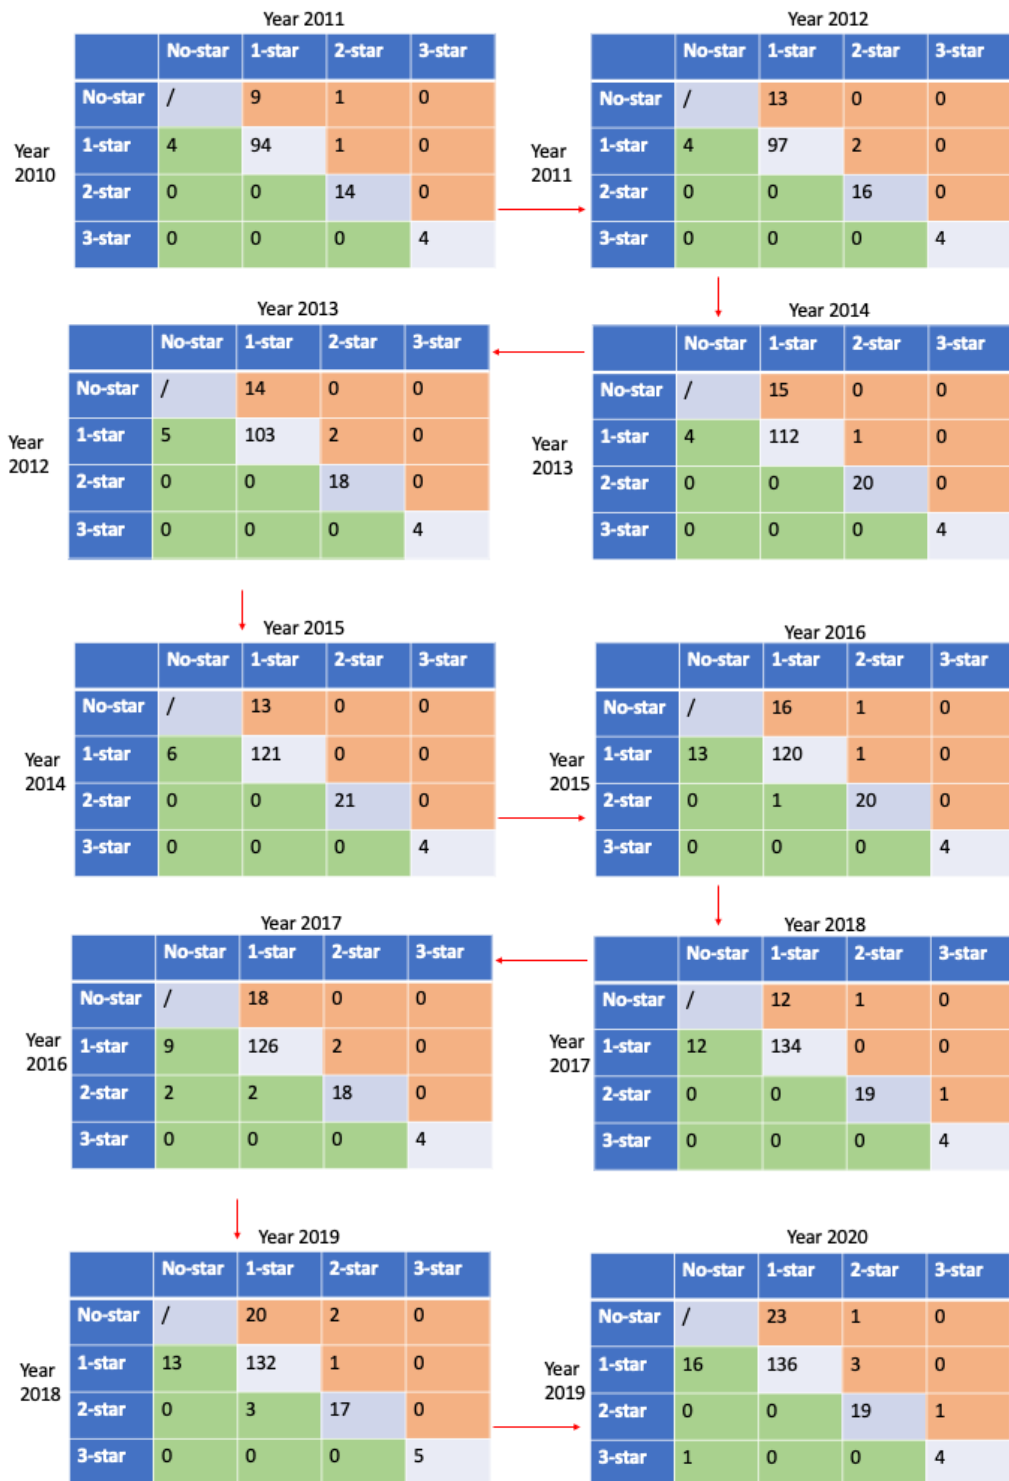 Year 2011
No-star 1-star 2-star 3-star
No-star / 9 1 0
1-star 4 94 1 0
2-star 0 0 14 0
3-star 0 0 0 4
Year
2010
Year 2012
No-star 1-star 2-star 3-star
No-star / 13 0 0
1-star 4 97 2 0
2-star 0 0 16 0
3-star 0 0 0 4
Year
2011
Year 2013
No-star 1-star 2-star 3-star
No-star / 14 0 0
1-star 5 103 2 0
2-star 0 0 18 0
3-star 0 0 0 4
Year
2012
Year 2014
No-star 1-star 2-star 3-star
No-star / 15 0 0
1-star 4 112 1 0
2-star 0 0 20 0
3-star 0 0 0 4
Year
2013
Year 2015
No-star 1-star 2-star 3-star
No-star / 13 0 0
1-star 6 121 0 0
2-star 0 0 21 0
3-star 0 0 0 4
Year
2014
Year 2016
No-star 1-star 2-star 3-star
No-star / 16 1 0
1-star 13 120 1 0
2-star 0 1 20 0
3-star 0 0 0 4
Year
2015
Year 2017
No-star 1-star 2-star 3-star
No-star / 18 0 0
1-star 9 126 2 0
2-star 2 2 18 0
3-star 0 0 0 4
Year
2016
Year 2018
No-star 1-star 2-star 3-star
No-star / 12 1 0
1-star 12 134 0 0
2-star 0 0 19 1
3-star 0 0 0 4
Year
2017
Year 2019
No-star 1-star 2-star 3-star
No-star / 20 2 0
1-star 13 132 1 0
2-star 0 3 17 0
3-star 0 0 0 5
Year
2018
Year 2020
No-star 1-star 2-star 3-star
No-star / 23 1 0
1-star 16 136 3 0
2-star 0 0 19 1
3-star 1 0 0 4
Year
2019